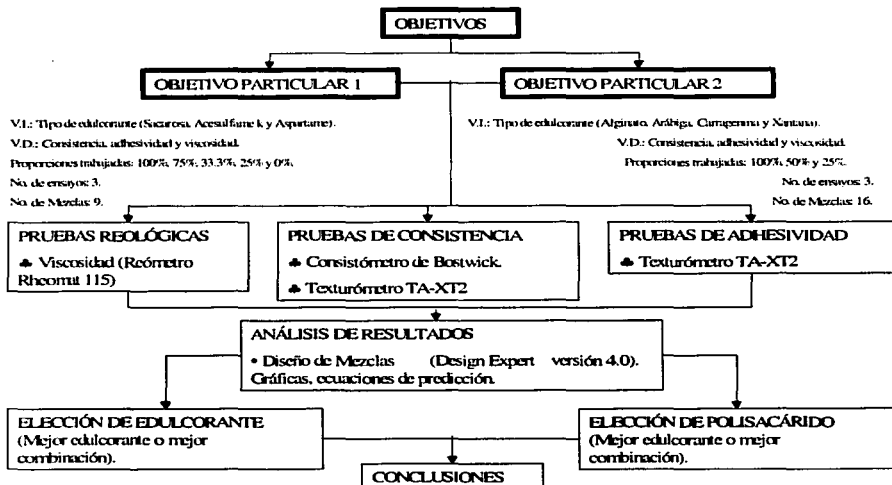 OBJETIVOS
OBJETIVO PARTICULAR 1
OBJETIVO PARTICULAR 2
V.I.: Tipo de edulcorante (Sacarosa, Acesulfame k y Aspartame).
V.D.: Consistencia, adhesividad y viscosidad.
Proporciones trabajadas: 100%, 75%, 33.3%, 25% y 0%.
No. de ensayos: 3.
No. de Mezclas: 9.
V.I.: Tipo de edulcorante (Alginato, Arábiga, Carragenina y Xantana).
V.D.: Consistencia, adhesividad y viscosidad.
Proporciones trabajadas: 100%, 50% y 25%.
No. de ensayos: 3.
No. de Mezclas: 16.
PRUEBAS REOLÓGICAS
♣ Viscosidad (Reómetro
Rheomat 115)
PRUEBAS DE CONSISTENCIA
♣ Consistómetro de Bostwick.
♣ Texturómetro TA-XT2
PRUEBAS DE ADHESIVIDAD
♣ Texturómetro TA-XT2
ANÁLISIS DE RESULTADOS
• Diseño de Mezclas (Design Expert versión 4.0).
Gráficas, ecuaciones de predicción.
ELECCIÓN DE EDULCORANTE
(Mejor edulcorante o mejor
combinación).
ELECCIÓN DE POLISACÁRIDO
(Mejor edulcorante o mejor
combinación).
CONCLUSIONES